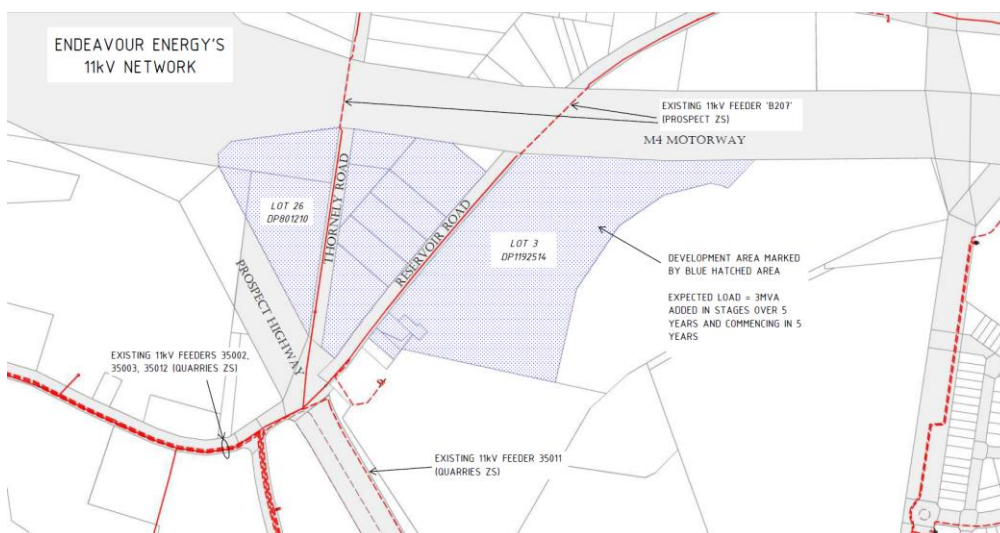 ENDEAVOUR ENERGY'S
11kV NETWORK
EXISTING 11kV FEEDER 'B207'
(PROSPECT ZS)
M4 MOTORWAY
THORNELY ROAD
LOT 26
DP801210
RESERVOIR ROAD
LOT 3
DP1192514
PROSPECT HIGHWAY
DEVELOPMENT AREA MARKED
BY BLUE HATCHED AREA
EXPECTED LOAD = 3MVA
ADDED IN STAGES OVER 5
YEARS AND COMMENCING IN 5
YEARS
EXISTING 11kV FEEDERS 35002,
35003, 35012 (QUARRIES ZS)
EXISTING 11kV FEEDER 35011
(QUARRIES ZS)